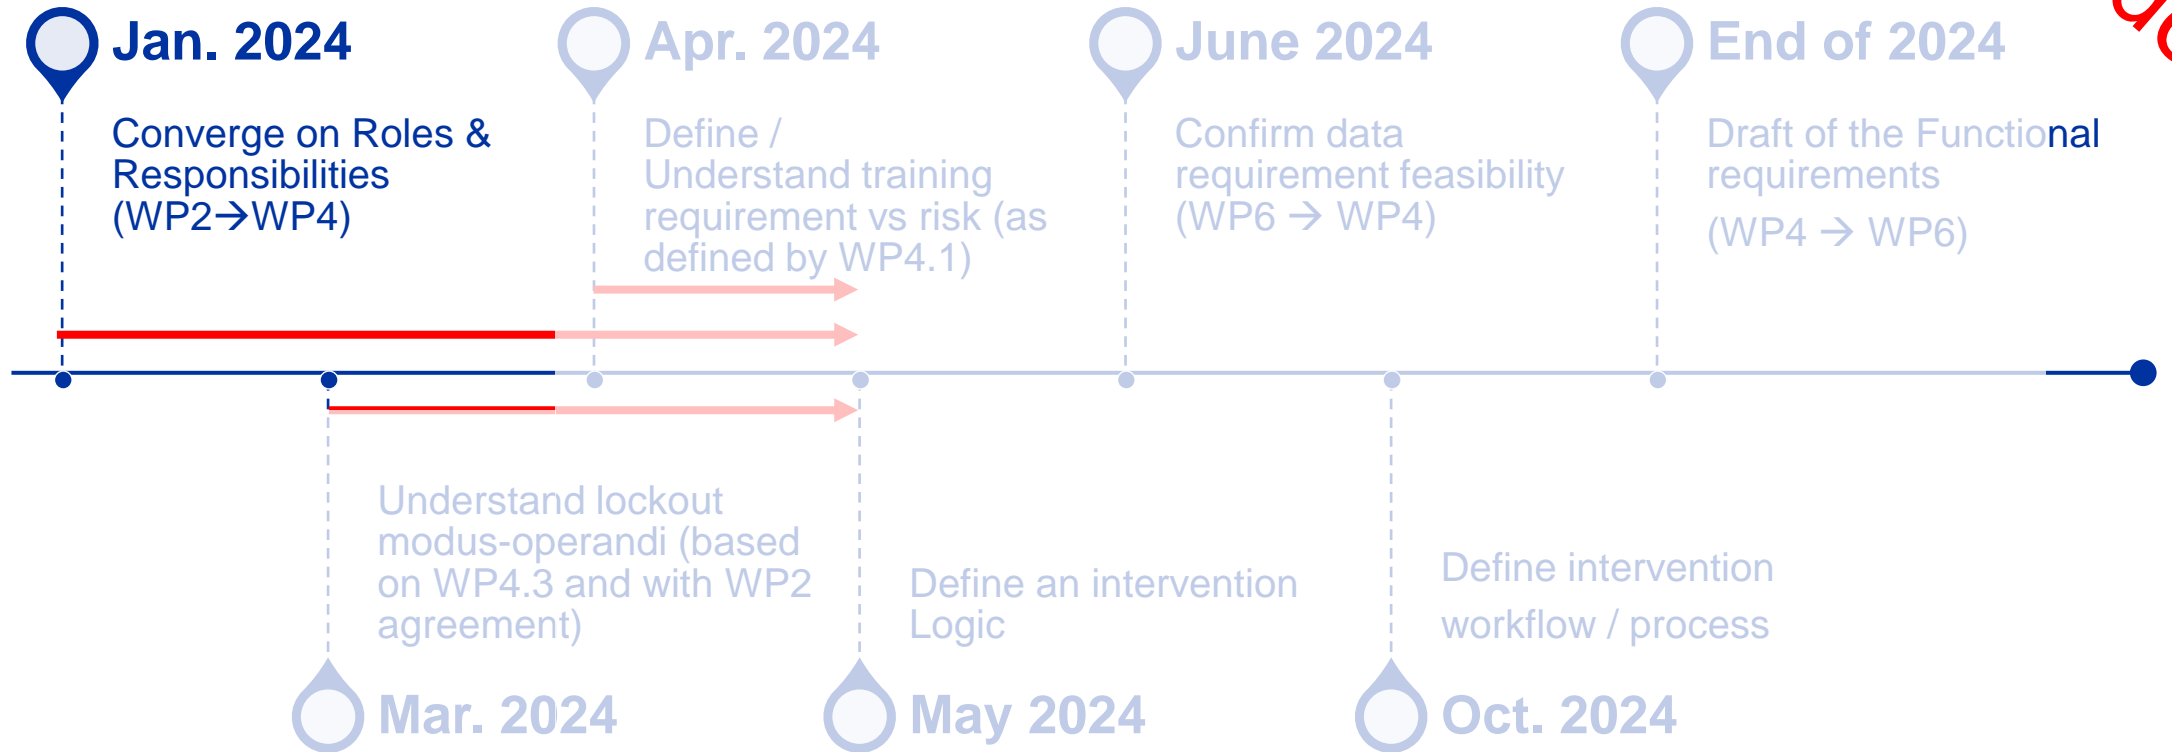 Jan. 2024
Converge on Roles &
Responsibilities
(WP2→WP4)
Apr. 2024
Define /
Understand training
requirement vs risk (as
defined by WP4.1)
June 2024
Confirm data
requirement feasibility
(WP6 → WP4)
End of 2024
Draft of the Functional
requirements
(WP4 → WP6)
Understand lockout
modus-operandi (based
on WP4.3 and with WP2
agreement)
Mar. 2024
Define an intervention
Logic
May 2024
Define intervention
workflow / process
Oct. 2024